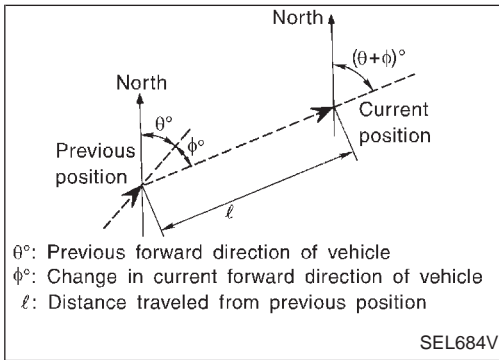 North
(θ+ϕ)°
North
θ°
ϕ°
Current
position
Previous
position
ℓ
θ°: Previous forward direction of vehicle
ϕ°: Change in current forward direction of vehicle
ℓ: Distance traveled from previous position
SEL684V